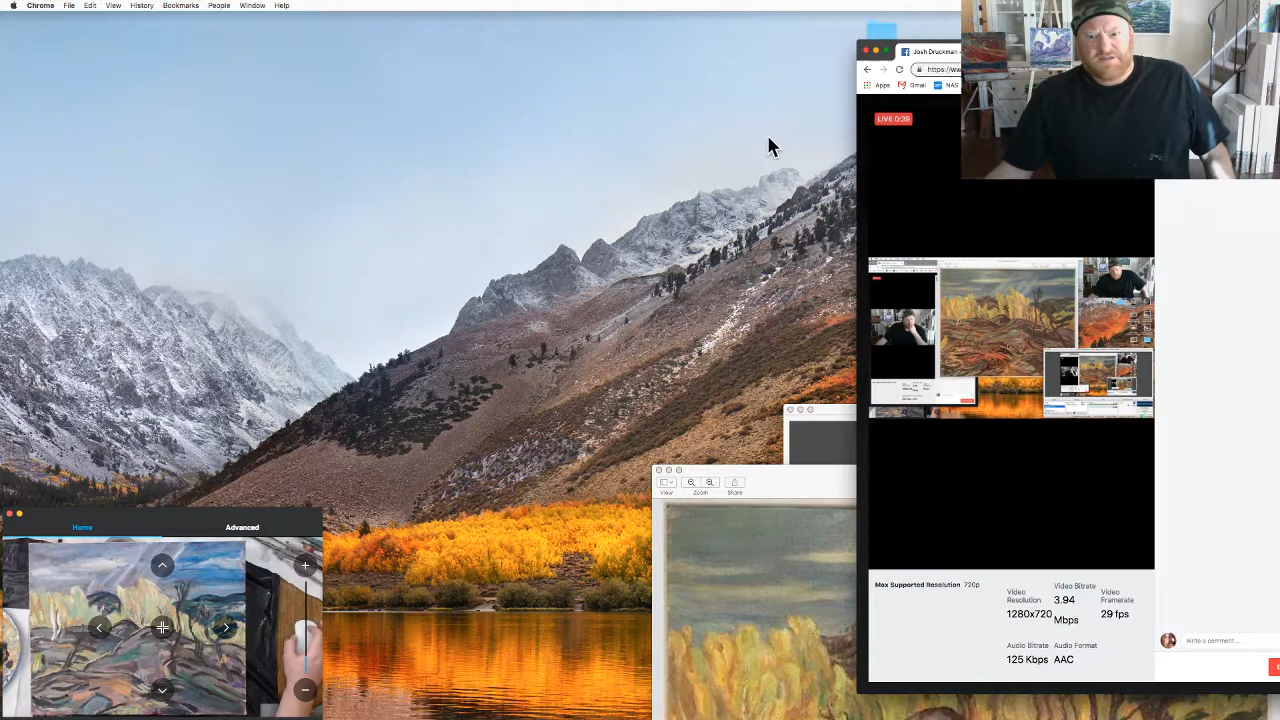 Chrome File Edit View History Bookmarks People Window Help
Josh Druckman -
https://ww
Apps Gmail NAS
LIVE 0:39
View Zoom Share
Home Advanced
Max Supported Resolution 720p
Video Resolution 1280x720
Video Bitrate 3.94 Mbps
Video Framerate 29 fps
Audio Bitrate 125 Kbps
Audio Format AAC
Write a comment...